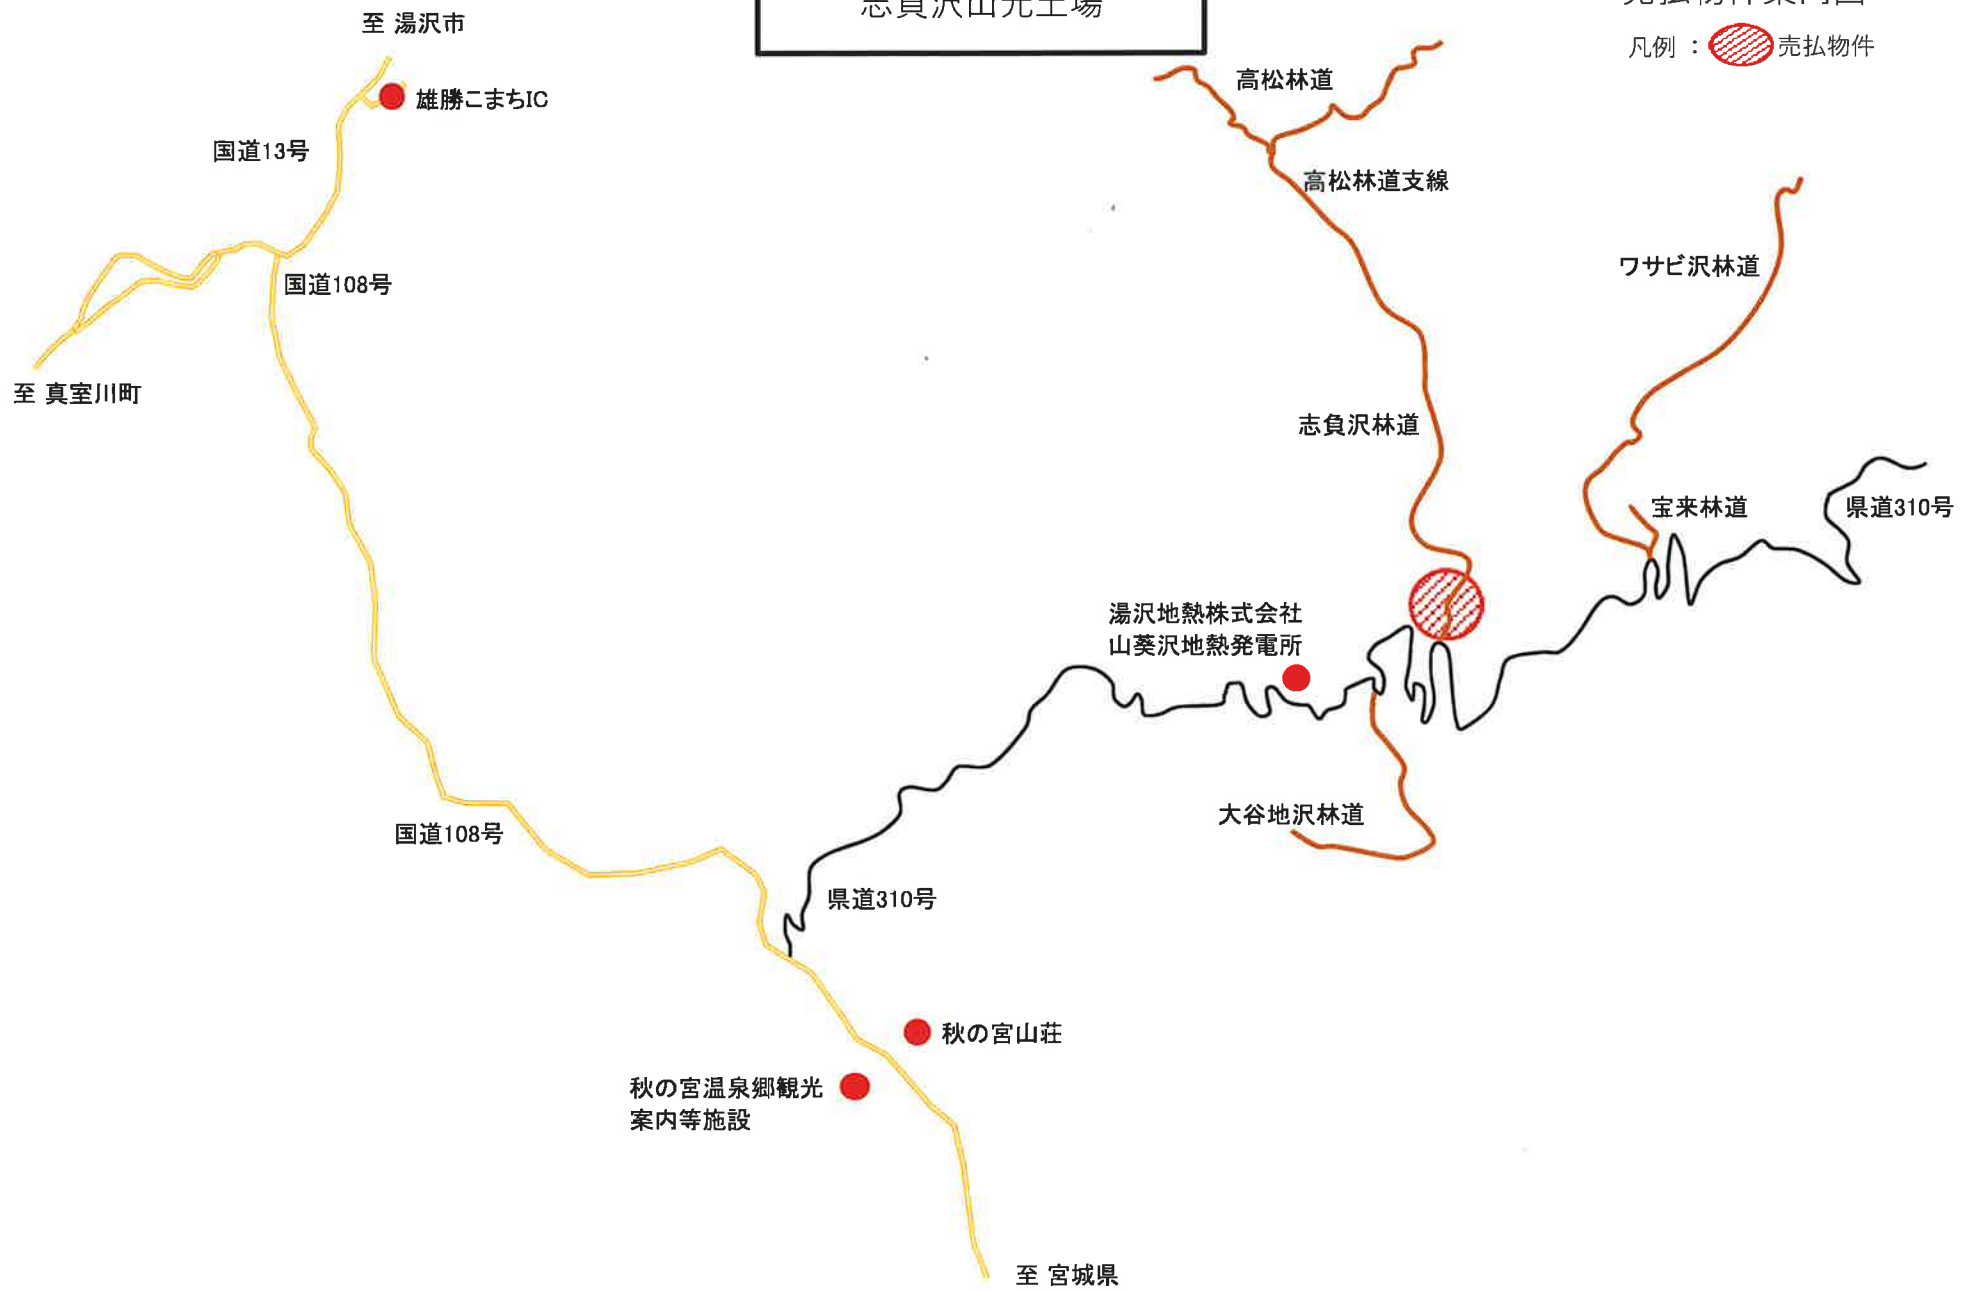 志負沢山元土場
売払物件案内図
凡例 : 売払物件
至 湯沢市
雄勝こまちIC
国道13号
国道108号
至 真室川町
高松林道
高松林道支線
ワサビ沢林道
志負沢林道
宝来林道
県道310号
湯沢地熱株式会社
山葵沢地熱発電所
大谷地沢林道
国道108号
県道310号
秋の宮山荘
秋の宮温泉郷観光
案内等施設
至 宮城県